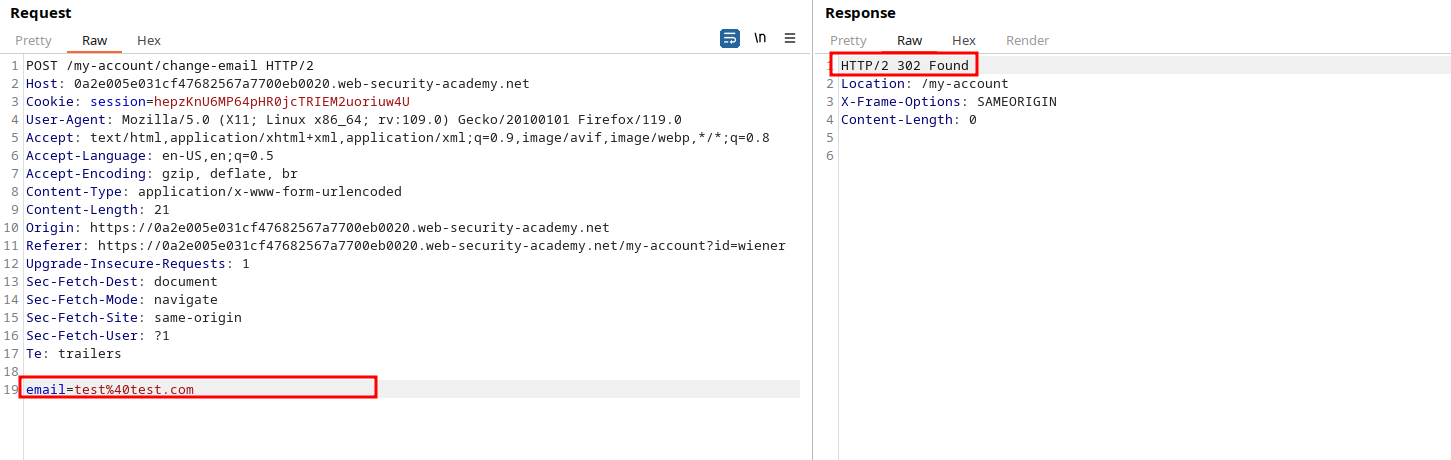 Request
Pretty Raw Hex \n
1 POST /my-account/change-email HTTP/2
2 Host: 0a2e005e031cf47682567a7700eb0020.web-security-academy.net
3 Cookie: session=hepzKnU6MP64pHR0jcTRIEM2uoriuw4U
4 User-Agent: Mozilla/5.0 (X11; Linux x86_64; rv:109.0) Gecko/20100101 Firefox/119.0
5 Accept: text/html,application/xhtml+xml,application/xml;q=0.9,image/avif,image/webp,*/*;q=0.8
6 Accept-Language: en-US,en;q=0.5
7 Accept-Encoding: gzip, deflate, br
8 Content-Type: application/x-www-form-urlencoded
9 Content-Length: 21
10 Origin: https://0a2e005e031cf47682567a7700eb0020.web-security-academy.net
11 Referer: https://0a2e005e031cf47682567a7700eb0020.web-security-academy.net/my-account?id=wiener
12 Upgrade-Insecure-Requests: 1
13 Sec-Fetch-Dest: document
14 Sec-Fetch-Mode: navigate
15 Sec-Fetch-Site: same-origin
16 Sec-Fetch-User: ?1
17 Te: trailers
18
19 email=test%40test.com
Response
Pretty Raw Hex Render
1 HTTP/2 302 Found
2 Location: /my-account
3 X-Frame-Options: SAMEORIGIN
4 Content-Length: 0
5
6